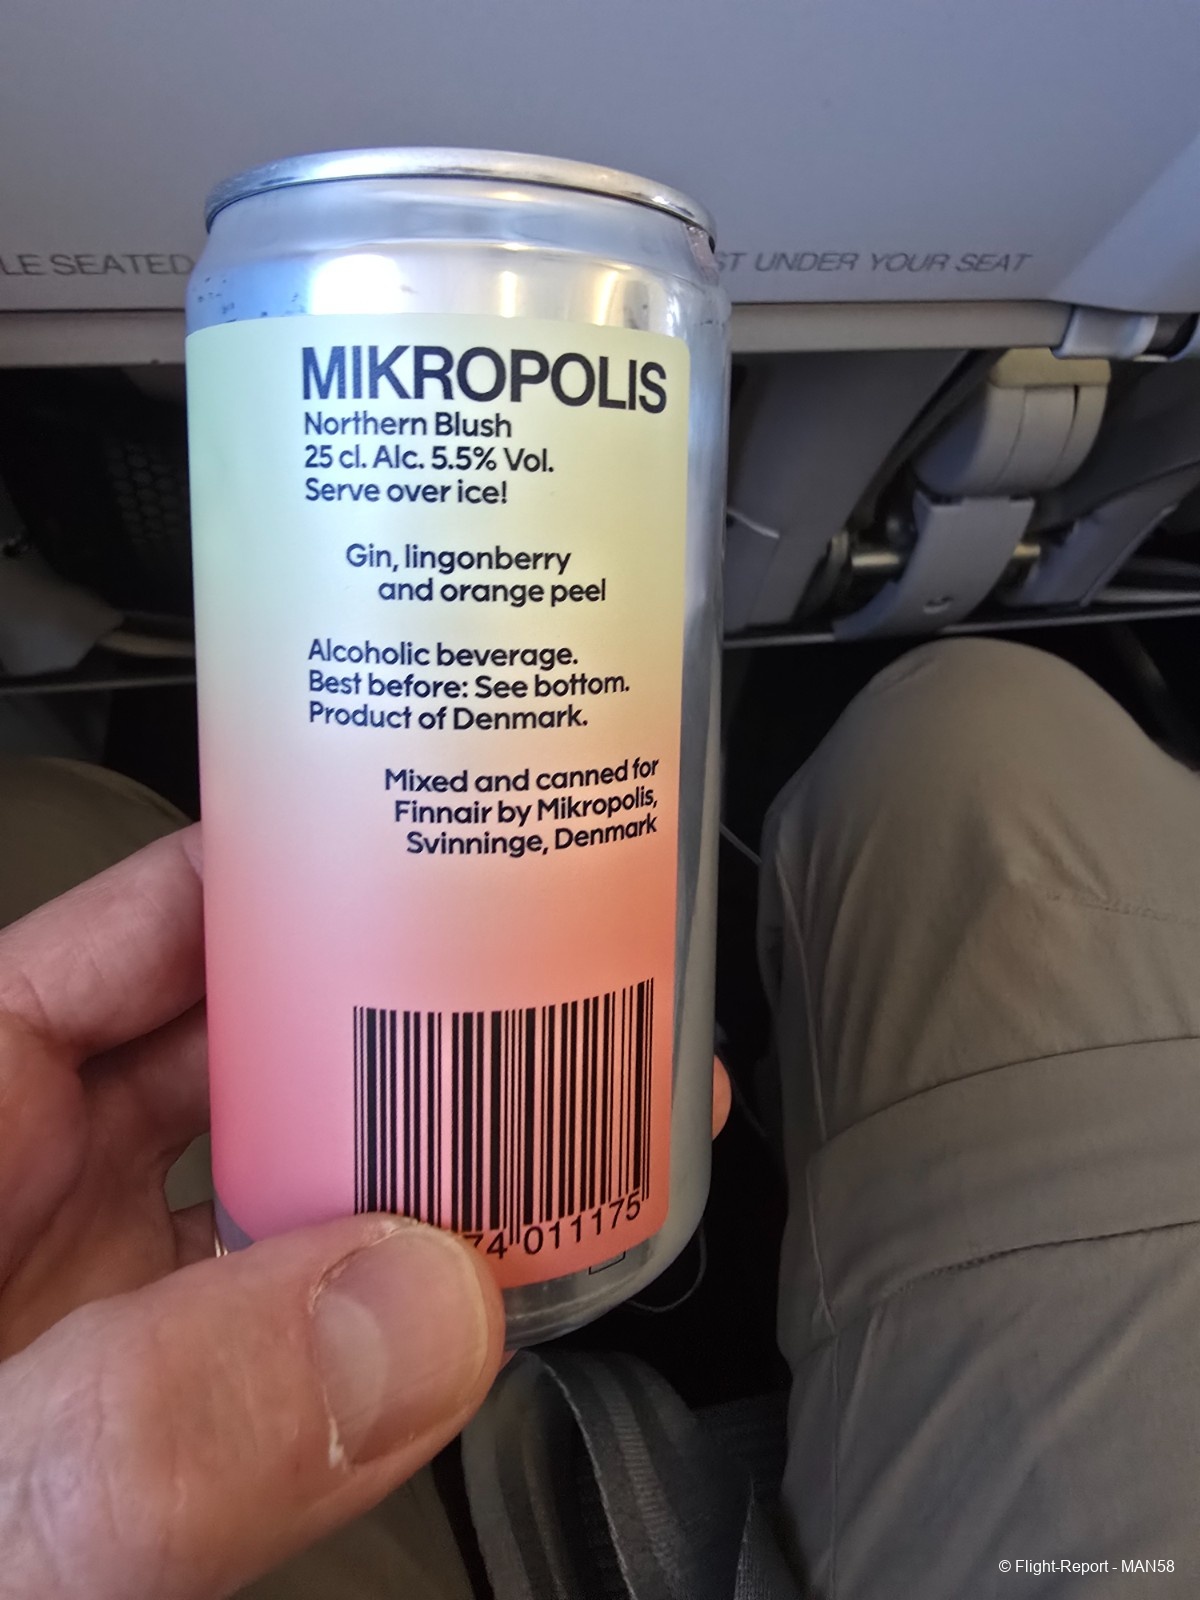 LE SEATED
ST UNDER YOUR SEAT
MIKROPOLIS
Northern Blush
25 cl. Alc. 5.5% Vol.
Serve over ice!
Gin, lingonberry
and orange peel
Alcoholic beverage.
Best before: See bottom.
Product of Denmark.
Mixed and canned for
Finnair by Mikropolis,
Svinninge, Denmark
74 011175
© Flight-Report - MAN58